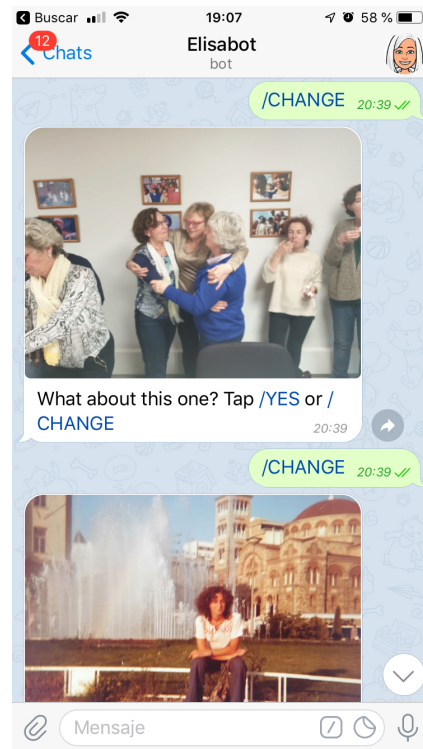 Buscar 19:07 58 %
12
Chats
Elisabot
bot
/CHANGE 20:39
What about this one? Tap /YES or /
CHANGE
20:39
/CHANGE 20:39
Mensaje